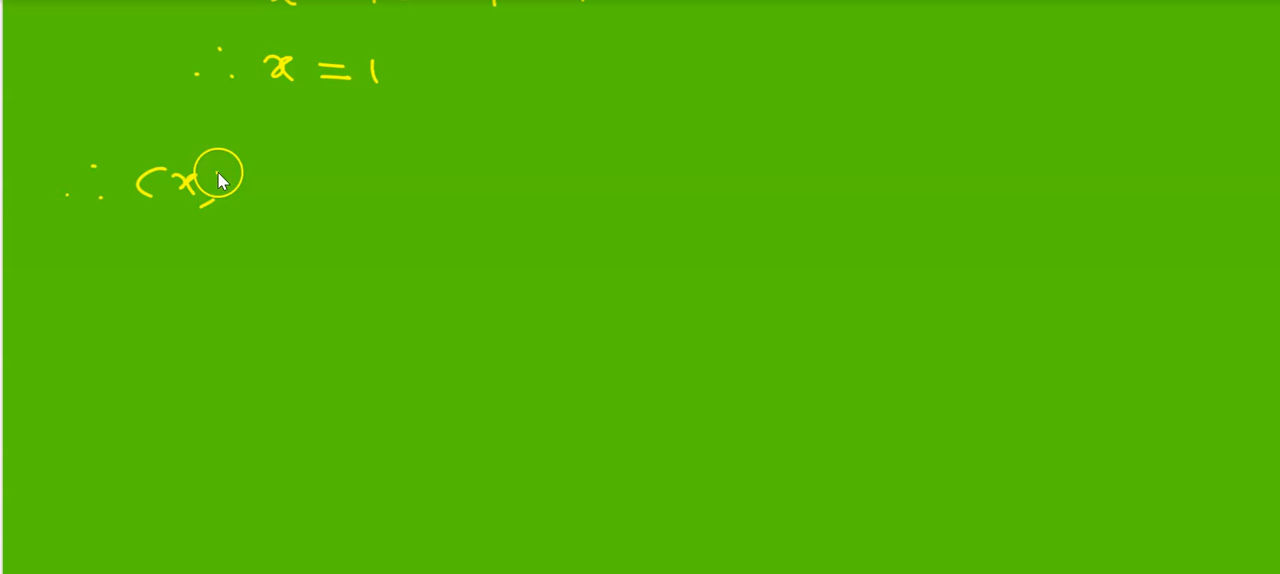 ∴ x = 1
∴ (x,